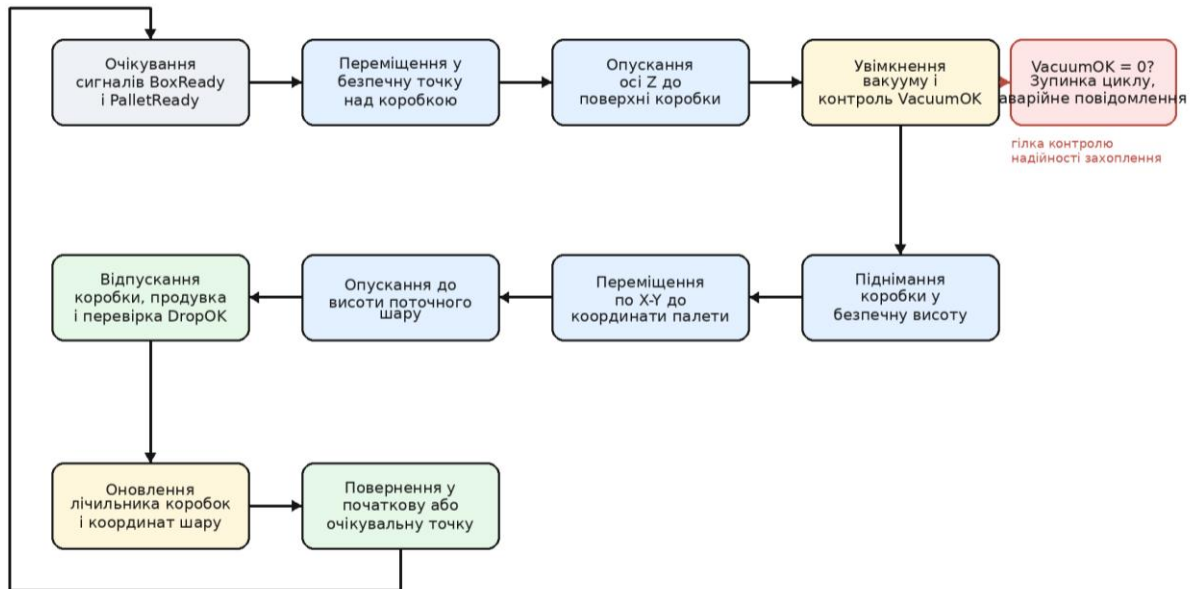 Очікування
сигналів BoxReady
і PalletReady
Переміщення у
безпечну точку
над коробкою
Опускання
осі Z до
поверхні коробки
Увімкнення
вакууму і
контроль VacuumOK
VacuumOK = 0?
Зупинка циклу,
аварійне повідомлення
гілка контролю
надійності захоплення
Відпускання
коробки, продувка
і перевірка DropOK
Опускання до
висоти поточного
шару
Переміщення
по X-Y до
координати палети
Піднімання
коробки у
безпечну висоту
Оновлення
лічильника коробок
і координат шару
Повернення у
початкову або
очікувальну точку